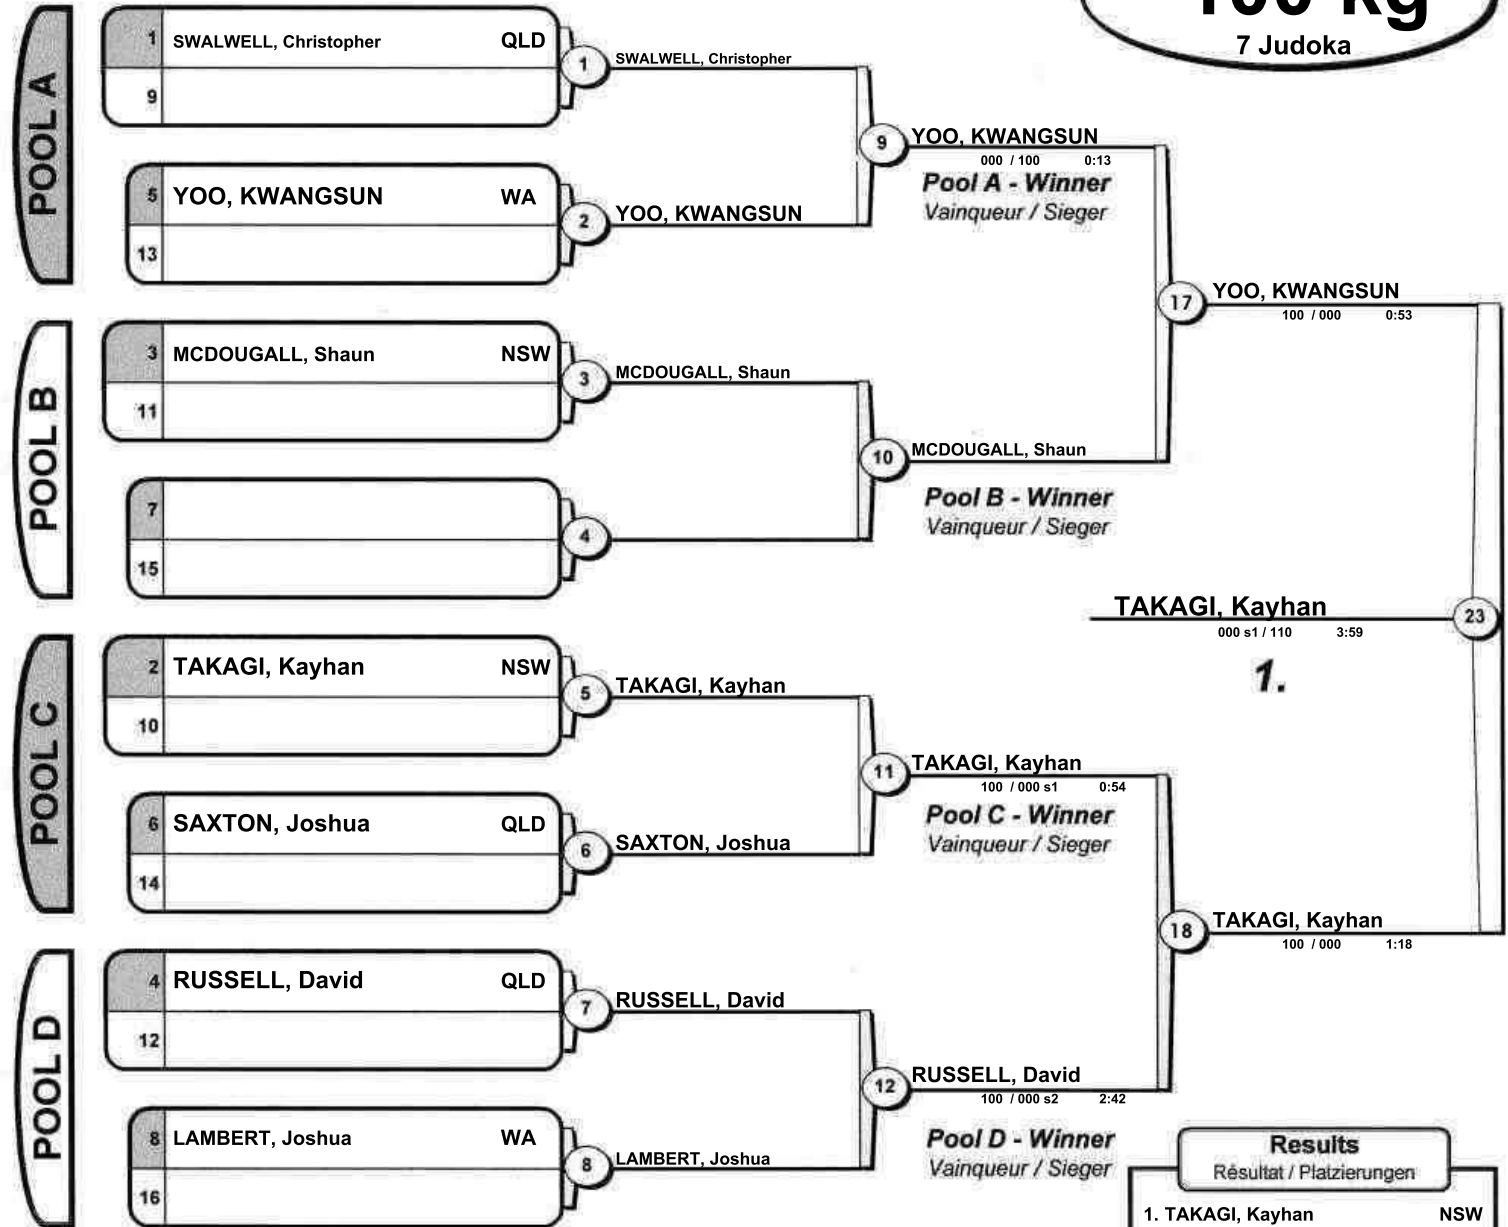 100 kg
7 Judoka
POOL A
1 SWALWELL, Christopher QLD
9
1 SWALWELL, Christopher
5 YOO, KWANGSUN WA
13
2 YOO, KWANGSUN
9 YOO, KWANGSUN
000 / 100 0:13
Pool A - Winner
Vainqueur / Sieger
POOL B
3 MCDOUGALL, Shaun NSW
11
3 MCDOUGALL, Shaun
7
15
4
10 MCDOUGALL, Shaun
Pool B - Winner
Vainqueur / Sieger
17 YOO, KWANGSUN
100 / 000 0:53
TAKAGI, Kayhan 23
000 s1 / 110 3:59
1.
POOL C
2 TAKAGI, Kayhan NSW
10
5 TAKAGI, Kayhan
6 SAXTON, Joshua QLD
14
6 SAXTON, Joshua
11 TAKAGI, Kayhan
100 / 000 s1 0:54
Pool C - Winner
Vainqueur / Sieger
18 TAKAGI, Kayhan
100 / 000 1:18
POOL D
4 RUSSELL, David QLD
12
7 RUSSELL, David
8 LAMBERT, Joshua WA
16
8 LAMBERT, Joshua
12 RUSSELL, David
100 / 000 s2 2:42
Pool D - Winner
Vainqueur / Sieger
Results
Résultat / Platzierungen
1. TAKAGI, Kayhan NSW